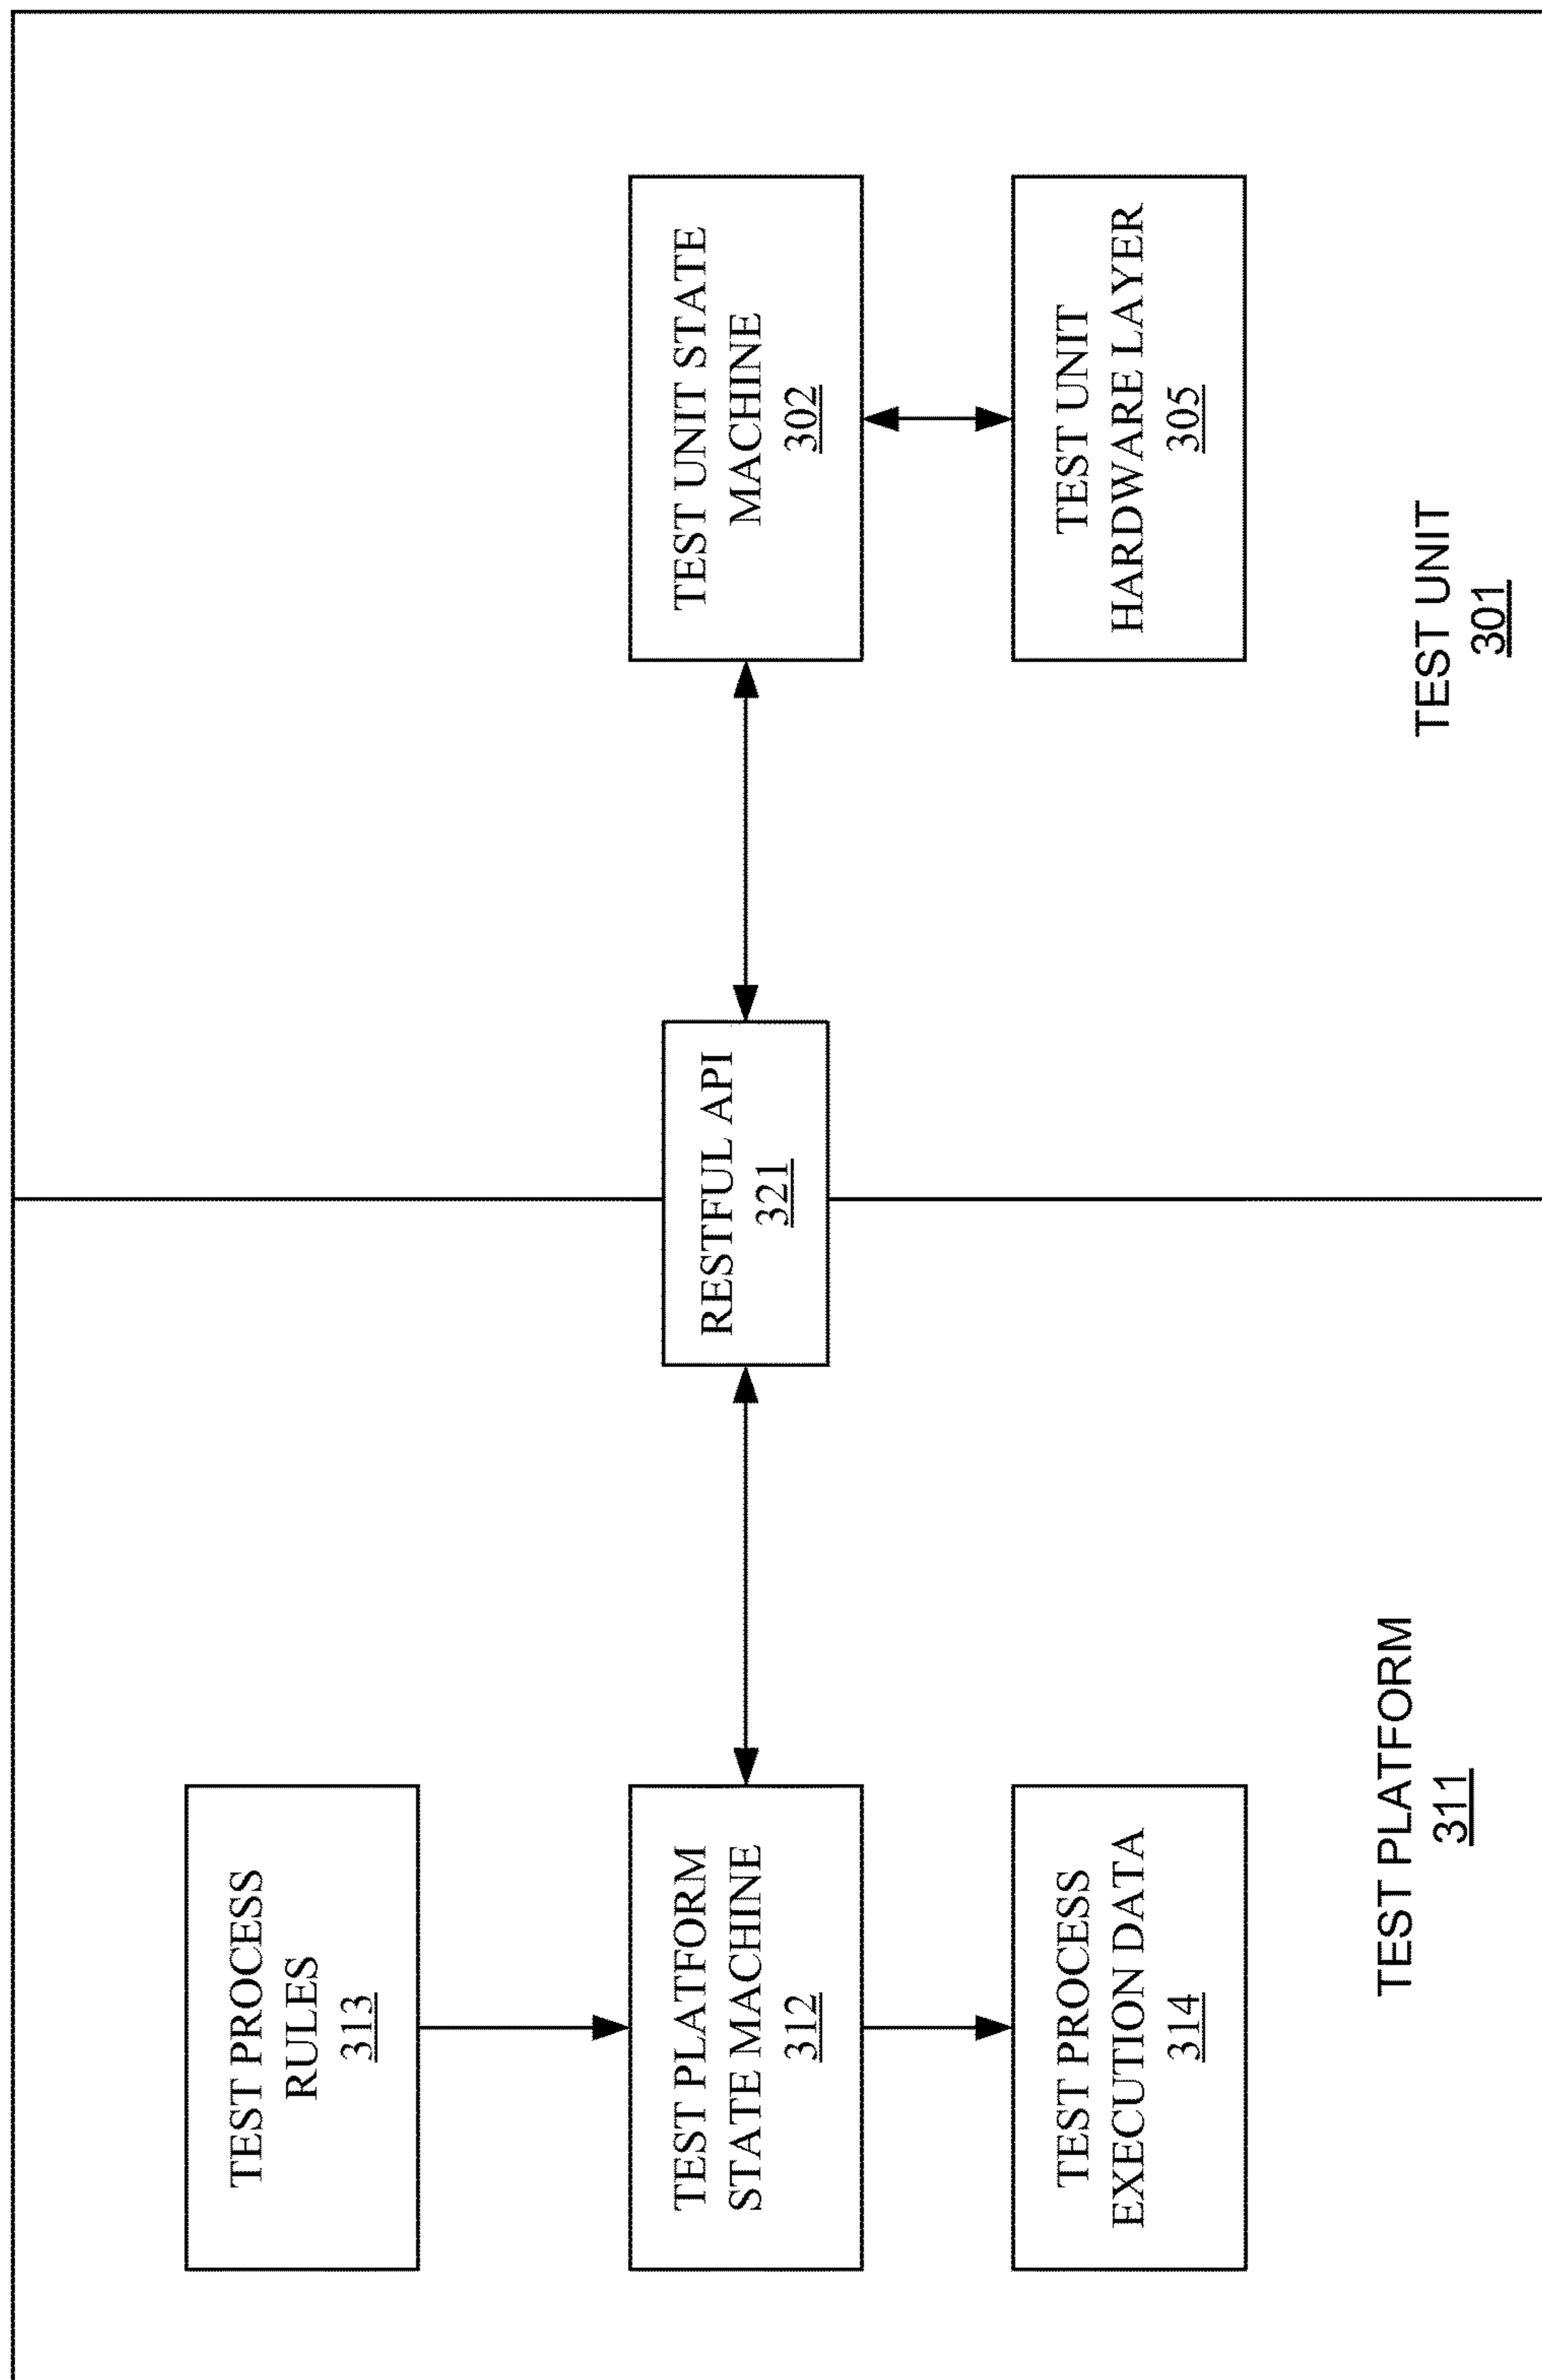 TEST PROCESS
RULES
313
TEST PLATFORM
STATE MACHINE
312
TEST PROCESS
EXECUTION DATA
314
TEST PLATFORM
311
RESTFUL API
321
TEST UNIT STATE
MACHINE
302
TEST UNIT
HARDWARE LAYER
305
TEST UNIT
301